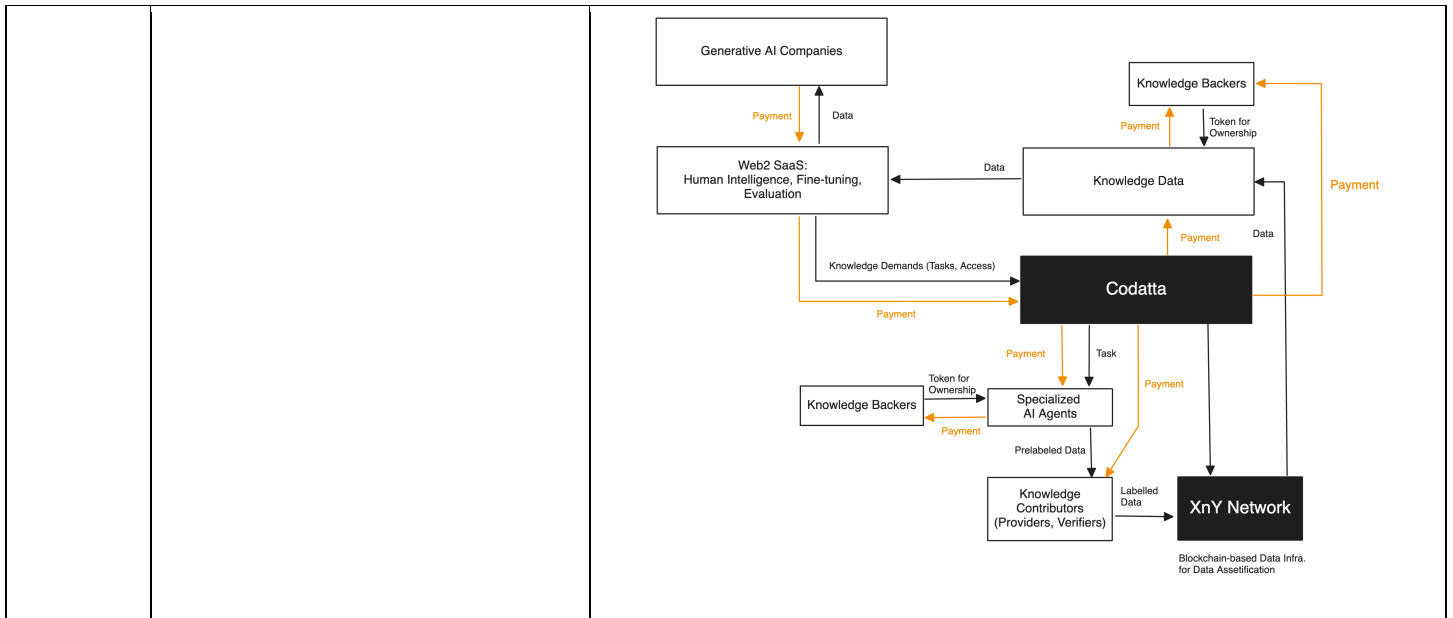 Generative AI Companies
Knowledge Backers
Payment
Data
Payment
Token for
Ownership
Web2 SaaS:
Human Intelligence, Fine-tuning,
Evaluation
Data
Knowledge Data
Payment
Payment
Data
Knowledge Demands (Tasks, Access)
Codatta
Payment
Payment
Task
Payment
Token for
Ownership
Knowledge Backers
Specialized
AI Agents
Payment
Prelabeled Data
Knowledge
Contributors
(Providers, Verifiers)
Labelled
Data
XnY Network
Blockchain-based Data Infra.
for Data Assetification